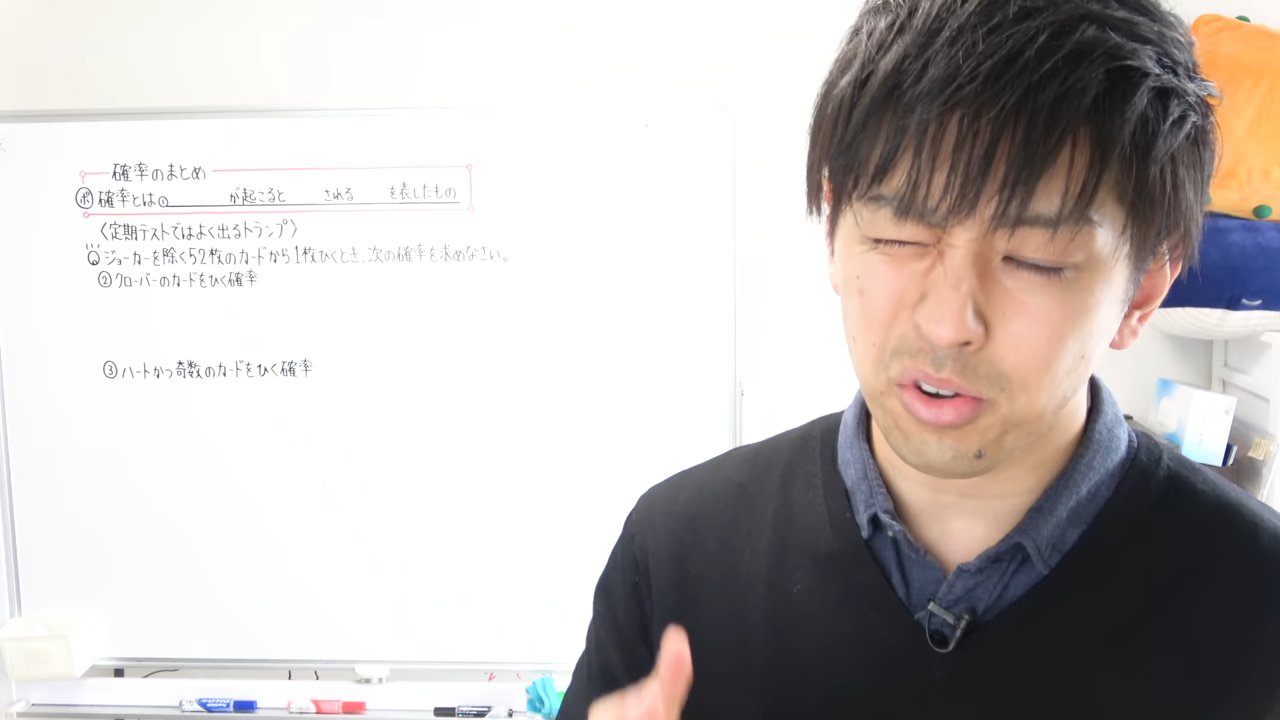 確率のまとめ
ポ 確率とは① が起こると される を表したもの
〈定期テストではよく出るトランプ〉
Q ジョーカーを除く52枚のカードから1枚ひくとき、次の確率を求めなさい。
② クローバーのカードをひく確率
③ ハートかつ奇数のカードをひく確率